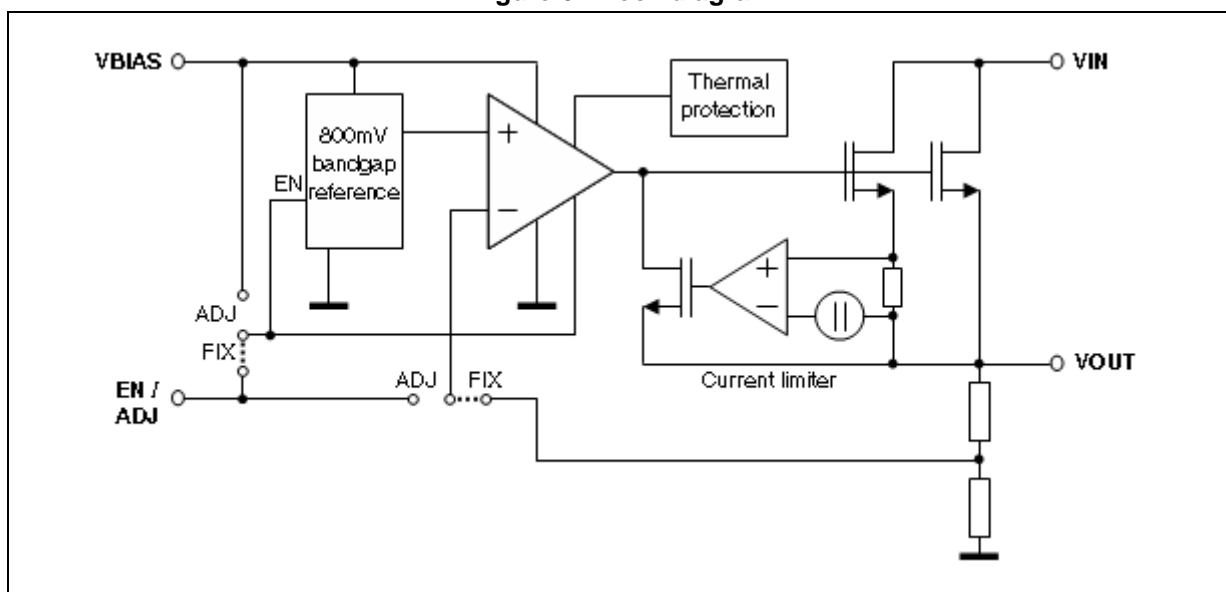 VBIAS
VIN
Thermal
protection
800mV
bandgap
reference
EN
+
−
+
−
ADJ
FIX
Current limiter
VOUT
EN /
ADJ
ADJ
FIX